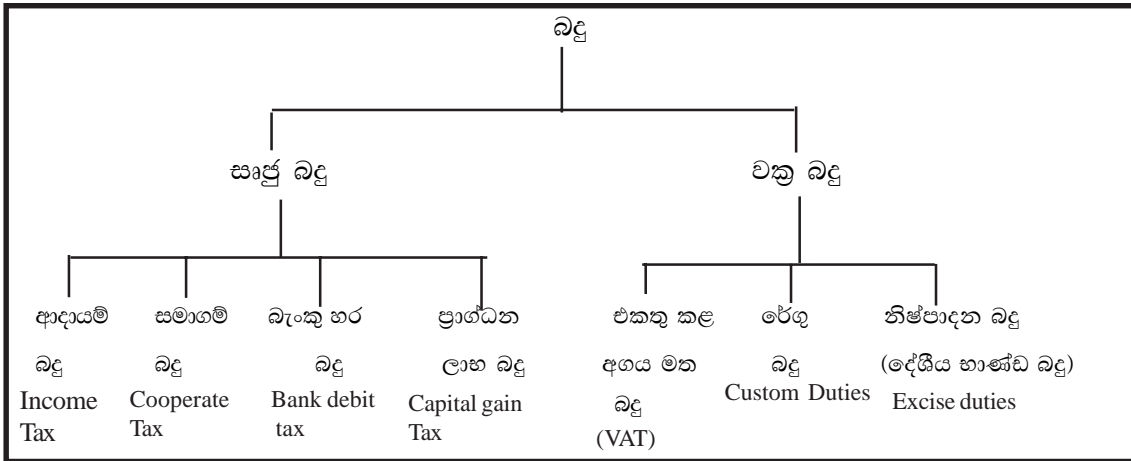 බදු
සෘජු බදු
වක්‍ර බදු
ආදායම්
බදු
Income
Tax
සමාගම්
බදු
Cooperate
Tax
බැංකු හර
බදු
Bank debit
tax
ප්‍රාග්ධන
ලාභ බදු
Capital gain
Tax
එකතු කළ
අගය මත
බදු
(VAT)
රේගු
බදු
Custom Duties
නිෂ්පාදන බදු
(දේශීය භාණ්ඩ බදු)
Excise duties